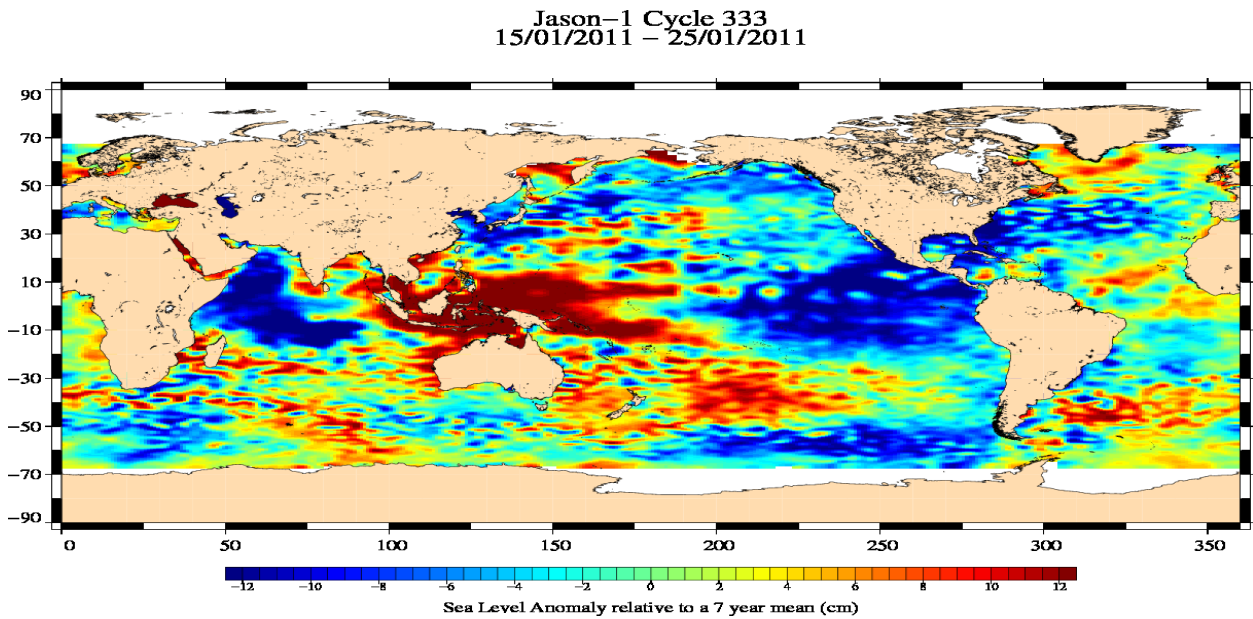 Jason-1 Cycle 333
15/01/2011 - 25/01/2011
90
70
50
30
10
-10
-30
-50
-70
-90
0 50 100 150 200 250 300 350
-12 -10 -8 -6 -4 -2 0 2 4 6 8 10 12
Sea Level Anomaly relative to a 7 year mean (cm)